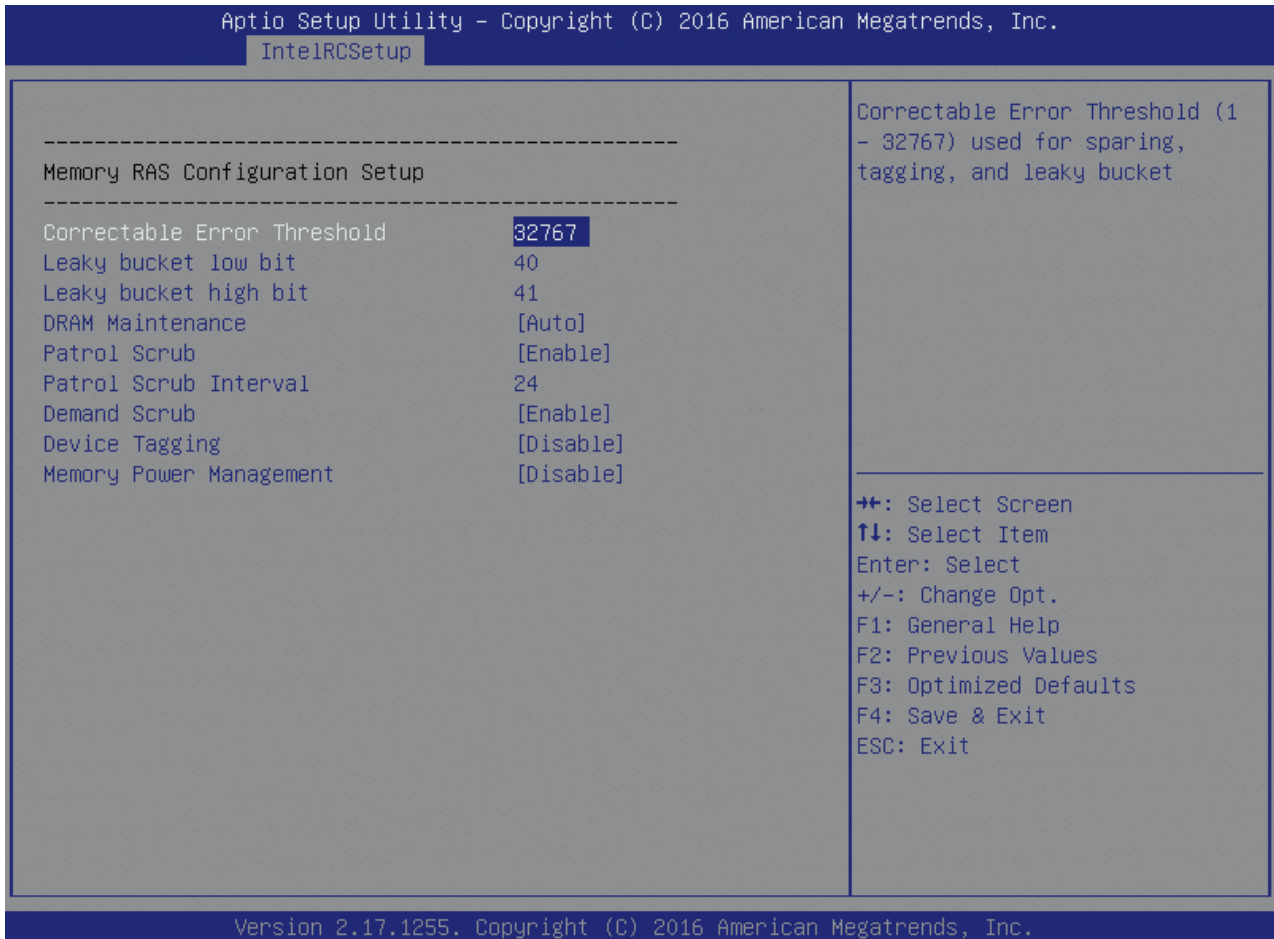 Aptio Setup Utility – Copyright (C) 2016 American Megatrends, Inc.
IntelRCSetup
--------------------------------------------------
Memory RAS Configuration Setup
--------------------------------------------------
Correctable Error Threshold 32767
Leaky bucket low bit 40
Leaky bucket high bit 41
DRAM Maintenance [Auto]
Patrol Scrub [Enable]
Patrol Scrub Interval 24
Demand Scrub [Enable]
Device Tagging [Disable]
Memory Power Management [Disable]
Correctable Error Threshold (1
– 32767) used for sparing,
tagging, and leaky bucket
→←: Select Screen
↑↓: Select Item
Enter: Select
+/-: Change Opt.
F1: General Help
F2: Previous Values
F3: Optimized Defaults
F4: Save & Exit
ESC: Exit
Version 2.17.1255. Copyright (C) 2016 American Megatrends, Inc.